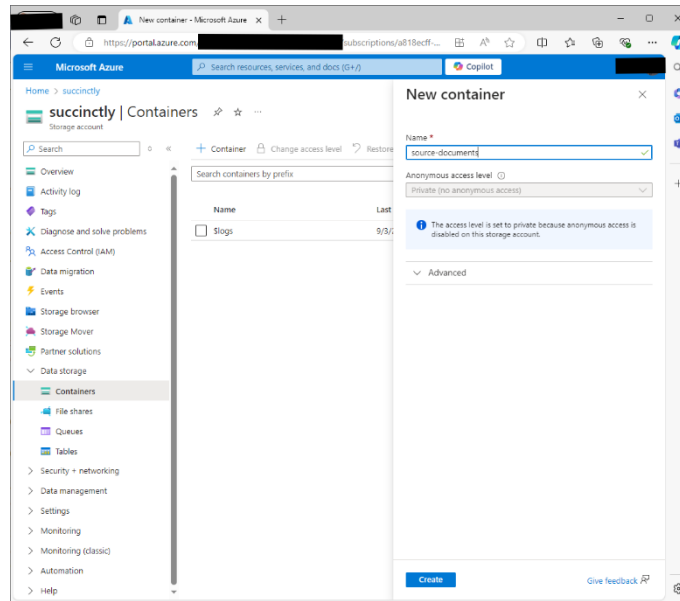 New container - Microsoft Azure
https://portal.azure.com,
subscriptions/a818ecff-...
Microsoft Azure
Search resources, services, and docs (G+/)
Copilot
Home > succinctly
succinctly | Containers
Storage account
Search
Overview
Activity log
Tags
Diagnose and solve problems
Access Control (IAM)
Data migration
Events
Storage browser
Storage Mover
Partner solutions
Data storage
Containers
File shares
Queues
Tables
Security + networking
Data management
Settings
Monitoring
Monitoring (classic)
Automation
Help
Container
Change access level
Restore
Search containers by prefix
Name
Last
$logs
9/3/
New container
Name *
source-documents
Anonymous access level
Private (no anonymous access)
The access level is set to private because anonymous access is
disabled on this storage account.
Advanced
Create
Give feedback